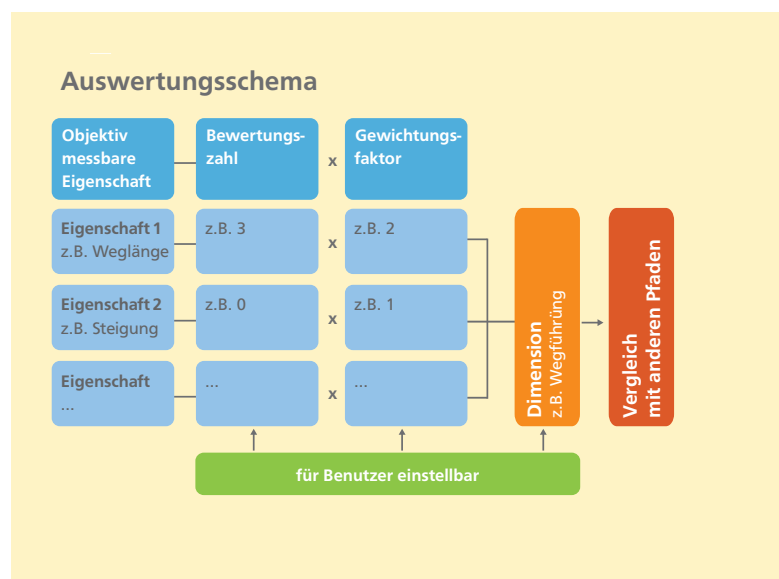 Auswertungsschema
Objektiv
messbare
Eigenschaft
Bewertungs-
zahl
x
Gewichtungs-
faktor
Eigenschaft 1
z.B. Weglänge
z.B. 3
x
z.B. 2
Eigenschaft 2
z.B. Steigung
z.B. 0
x
z.B. 1
Eigenschaft
...
...
x
...
Dimension
z.B. Wegführung
Vergleich
mit anderen Pfaden
für Benutzer einstellbar